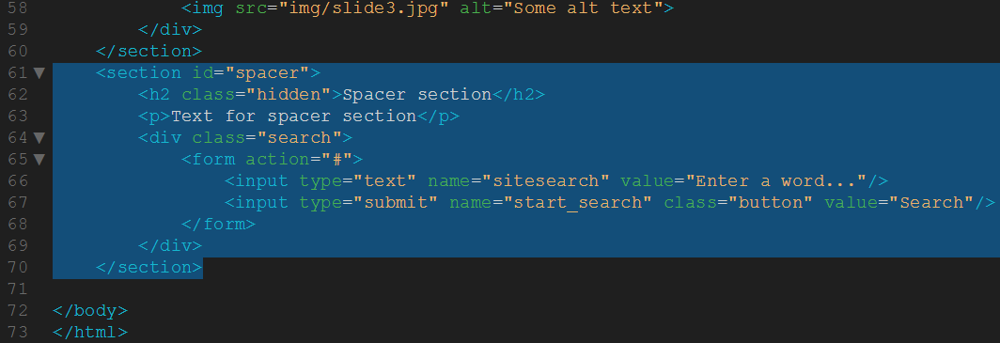 58             <img src="img/slide3.jpg" alt="Some alt text">
59         </div>
60     </section>
61 ▼   <section id="spacer">
62         <h2 class="hidden">Spacer section</h2>
63         <p>Text for spacer section</p>
64 ▼       <div class="search">
65 ▼           <form action="#">
66                 <input type="text" name="sitesearch" value="Enter a word..."/>
67                 <input type="submit" name="start_search" class="button" value="Search"/>
68             </form>
69         </div>
70     </section>
71
72 </body>
73 </html>